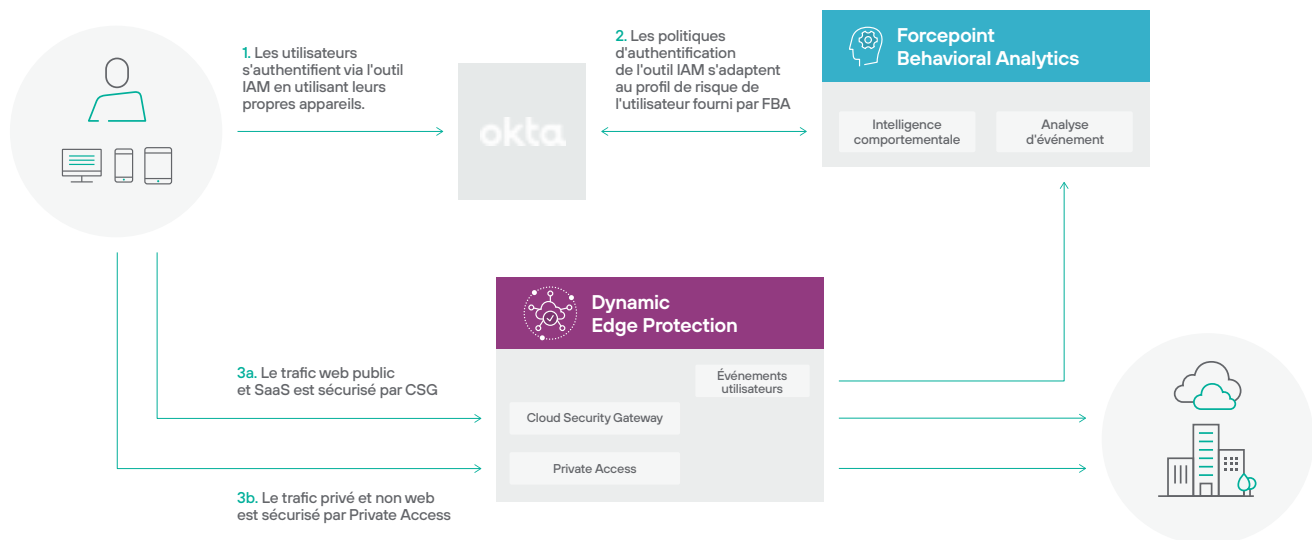 1. Les utilisateurs
s'authentifient via l'outil
IAM en utilisant leurs
propres appareils.
okta
2. Les politiques
d'authentification
de l'outil IAM s'adaptent
au profil de risque de
l'utilisateur fourni par FBA
Forcepoint
Behavioral Analytics
Intelligence
comportementale
Analyse
d'événement
Dynamic
Edge Protection
Événements
utilisateurs
3a. Le trafic web public
et SaaS est sécurisé par CSG
Cloud Security Gateway
Private Access
3b. Le trafic privé et non web
est sécurisé par Private Access